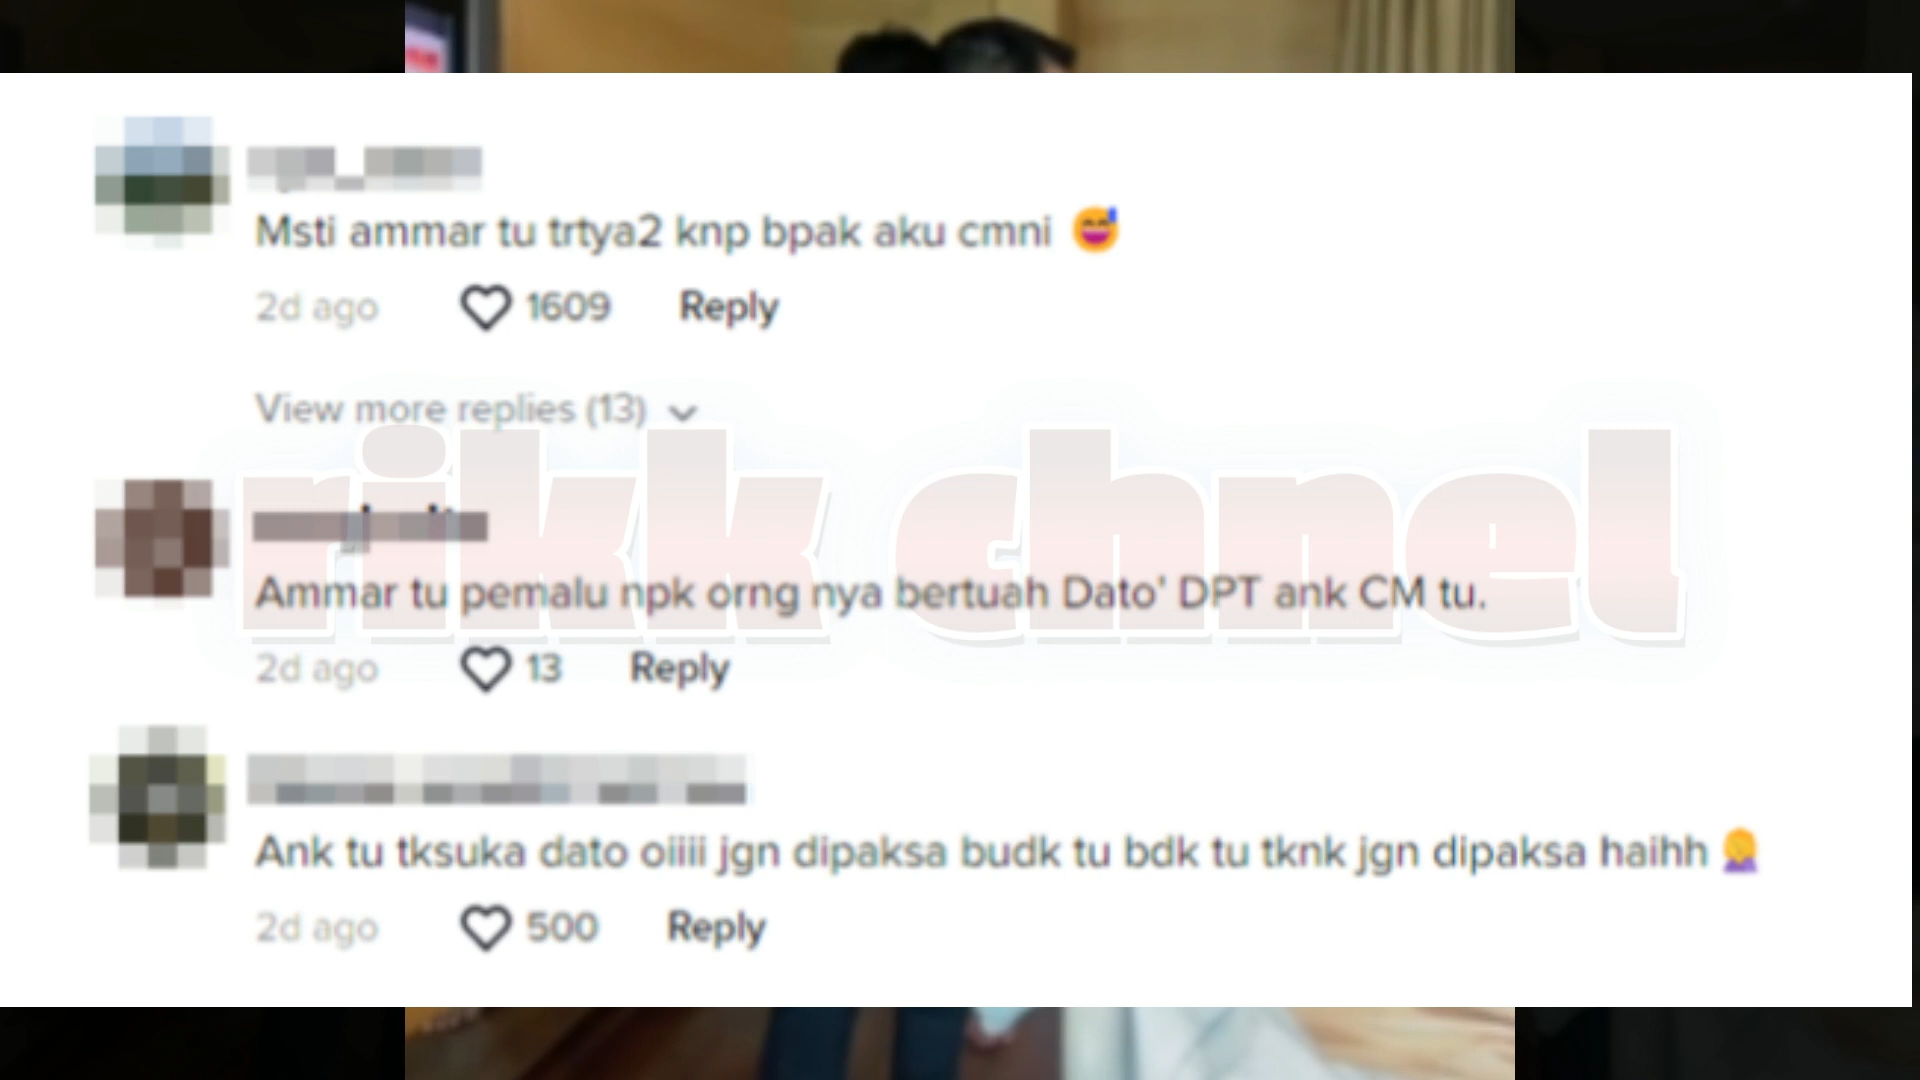 Msti ammar tu trtya2 knp bpak aku cmni 😅
2d ago 1609 Reply
View more replies (13)
rikk chnel
Ammar tu pemalu npk orng nya bertuah Dato' DPT ank CM tu.
2d ago 13 Reply
Ank tu tksuka dato oiiii jgn dipaksa budk tu bdk tu tknk jgn dipaksa haihh 🤦
2d ago 500 Reply